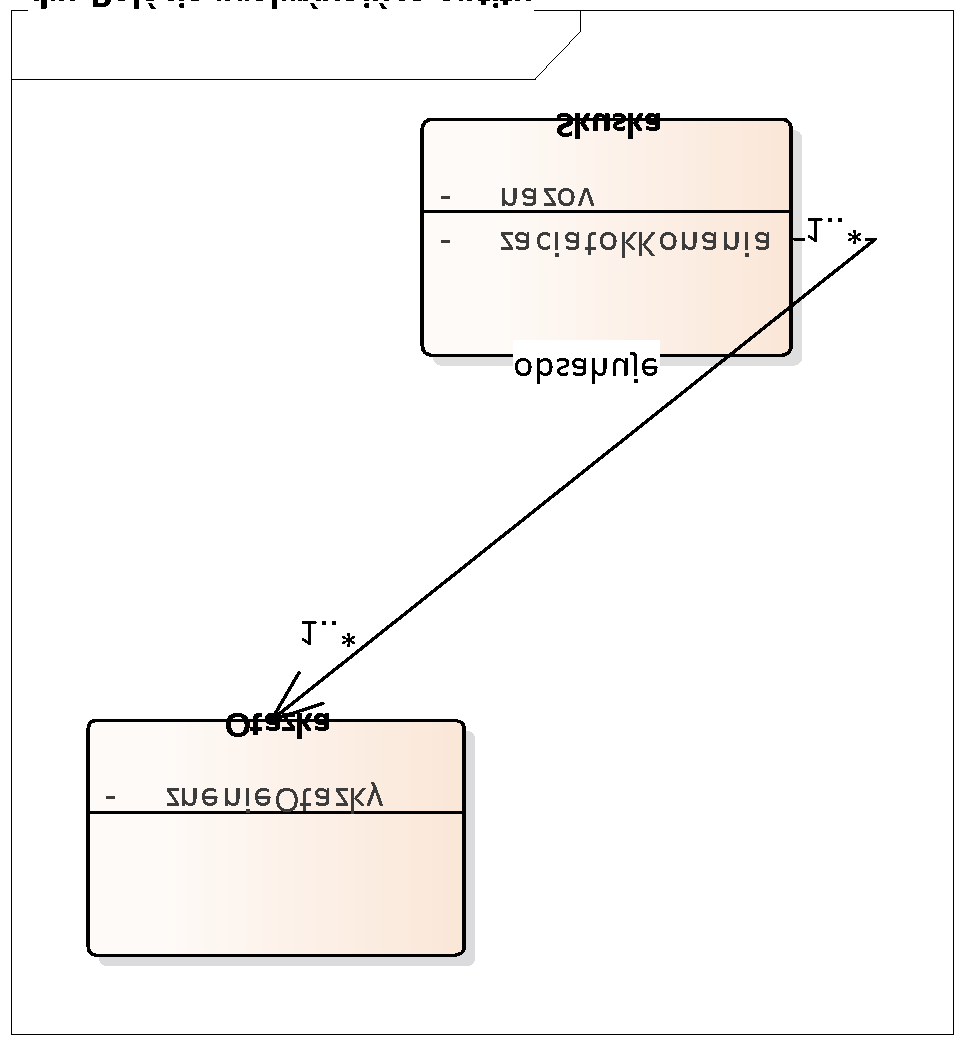 Skuska
- nazov
- zaciatokKonania
1..*
obsahuje
1..*
Otazka
- znenieOtazky